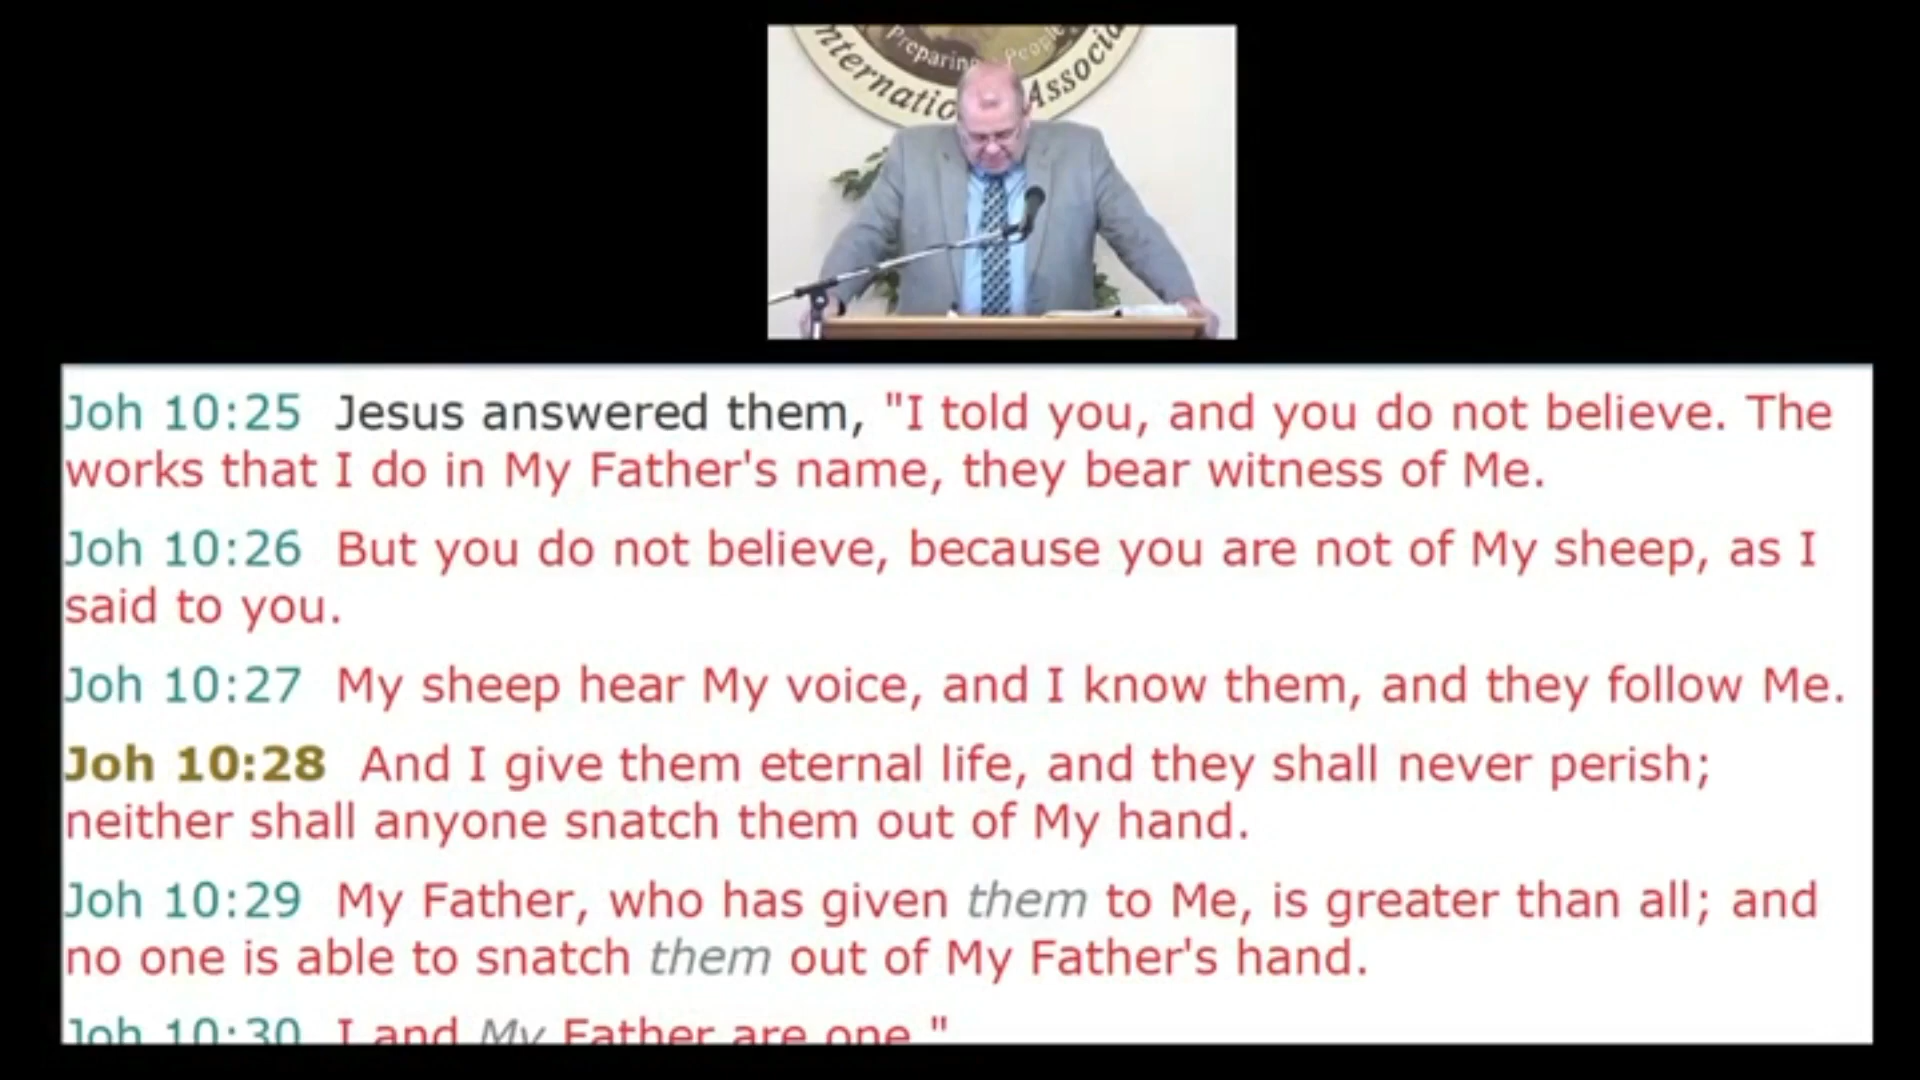 Preparing People
International Associa
Joh 10:25 Jesus answered them, "I told you, and you do not believe. The
works that I do in My Father's name, they bear witness of Me.
Joh 10:26 But you do not believe, because you are not of My sheep, as I
said to you.
Joh 10:27 My sheep hear My voice, and I know them, and they follow Me.
Joh 10:28 And I give them eternal life, and they shall never perish;
neither shall anyone snatch them out of My hand.
Joh 10:29 My Father, who has given them to Me, is greater than all; and
no one is able to snatch them out of My Father's hand.
Joh 10:30 I and My Father are one."